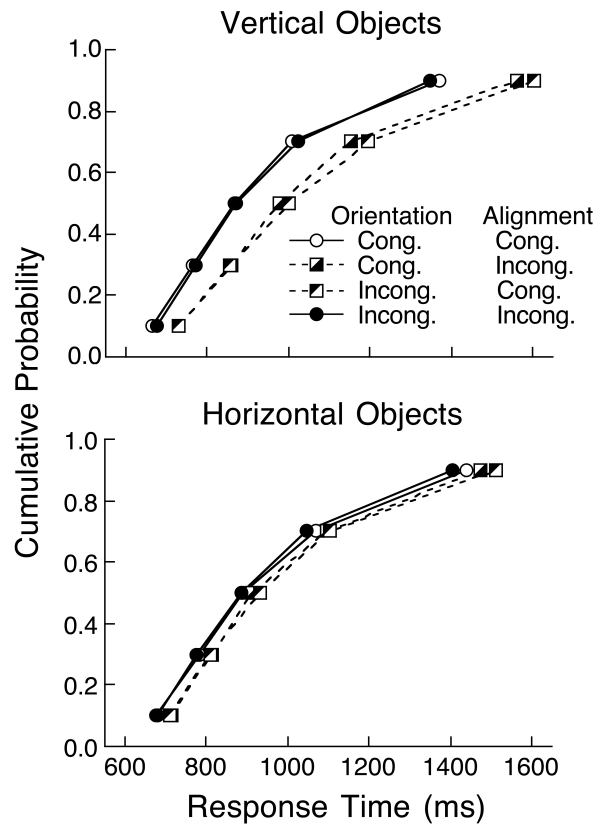 Vertical Objects
1.0
0.8
0.6
0.4
0.2
0.0
Orientation Alignment
Cong. Cong.
Cong. Incong.
Incong. Cong.
Incong. Incong.
Cumulative Probability
Horizontal Objects
1.0
0.8
0.6
0.4
0.2
0.0
600 800 1000 1200 1400 1600
Response Time (ms)